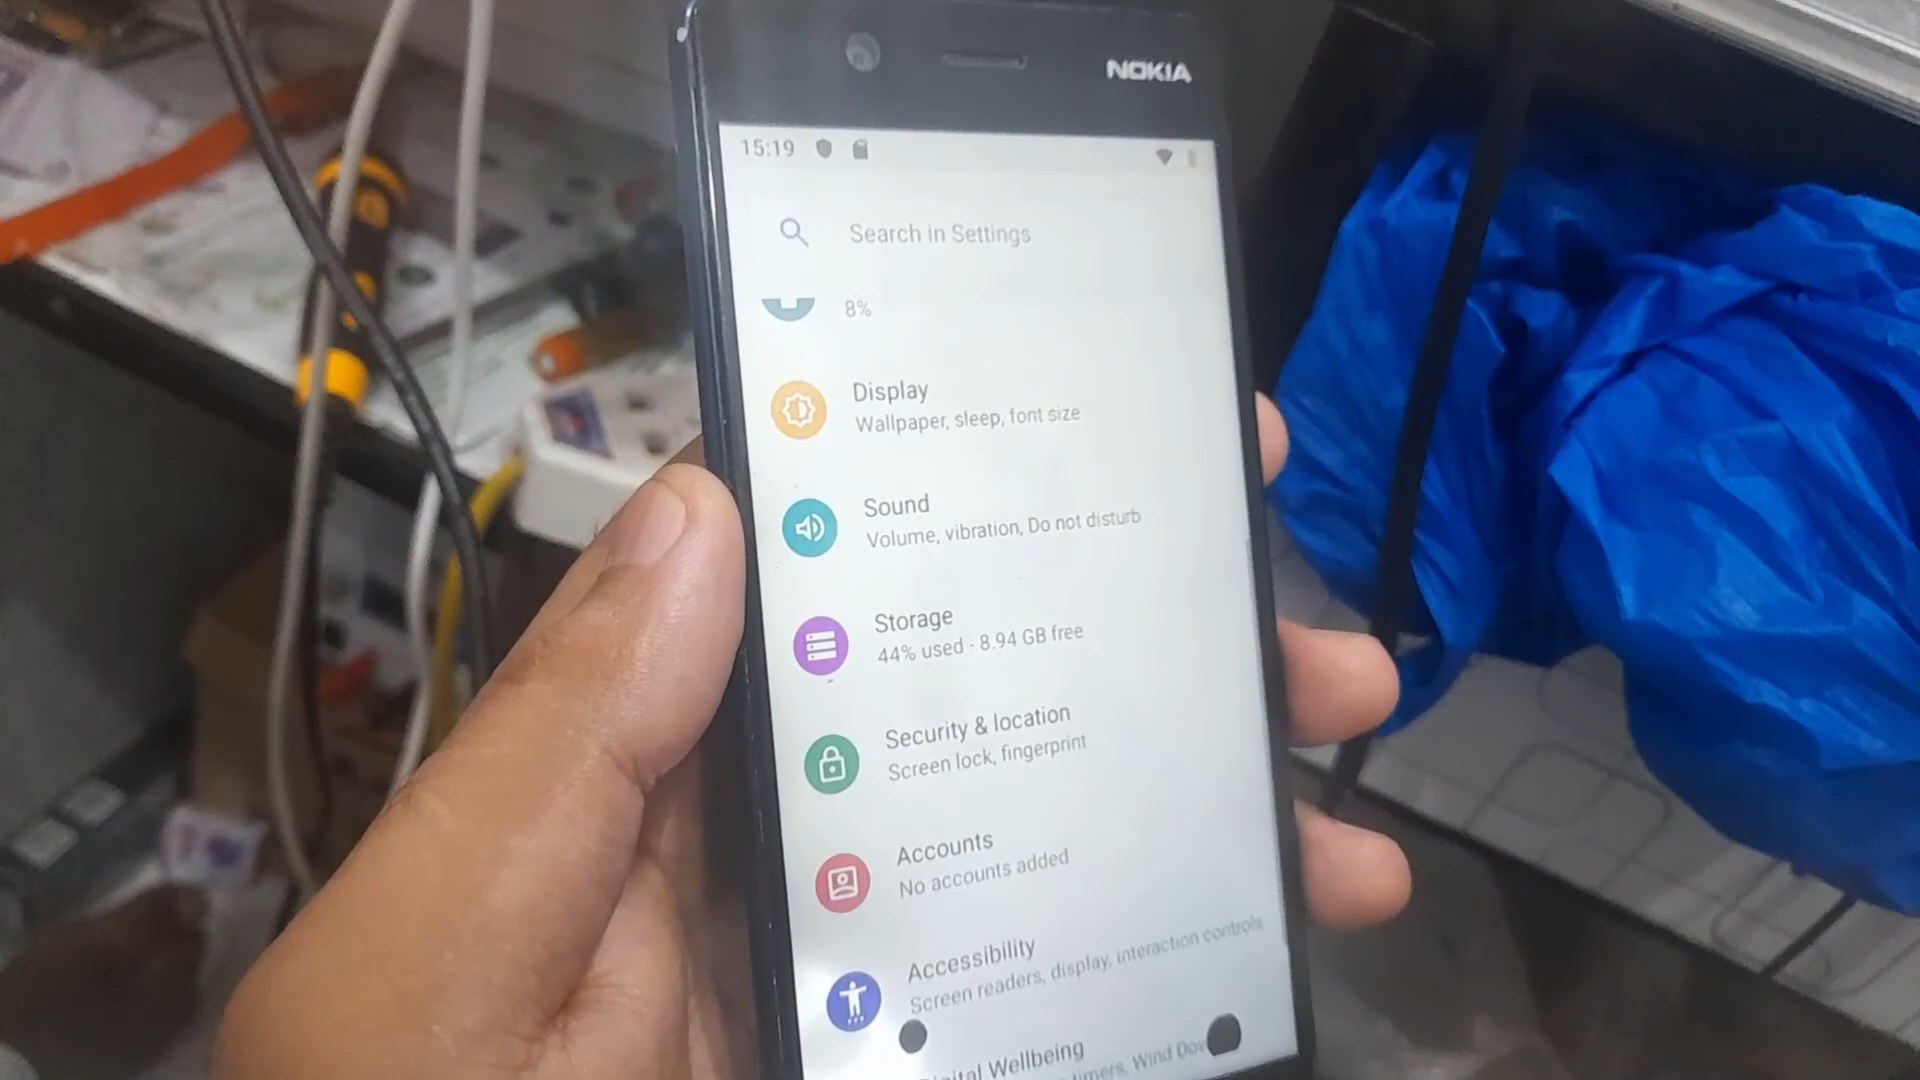 NOKIA
15:19
Search in Settings
8%
Display
Wallpaper, sleep, font size
Sound
Volume, vibration, Do not disturb
Storage
44% used - 8.94 GB free
Security & location
Screen lock, fingerprint
Accounts
No accounts added
Accessibility
Screen readers, display, interaction controls
Wellbeing
timers, Wind